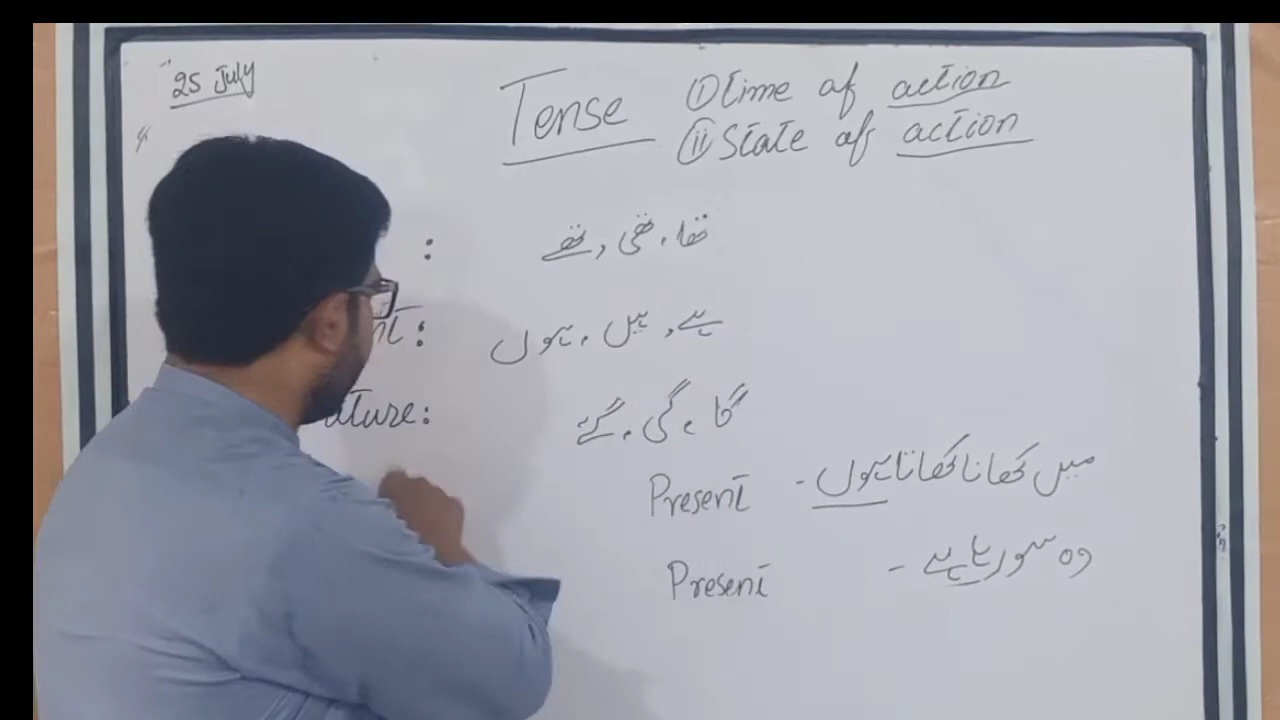 25 July
Tense (i) Time of action
(ii) State of action
: تھا، تھی، تھے
nt: ہے، ہیں، ہوں
uture: گا، گی، گے
Present میں کھانا کھاتا ہوں -
Present وہ سو رہا ہے -